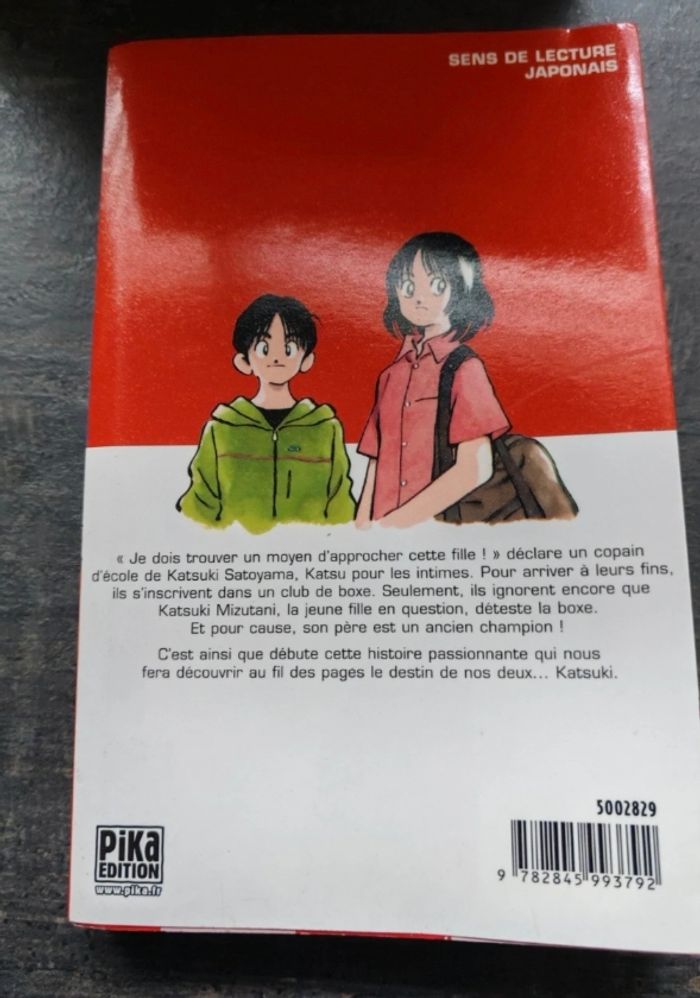 SENS DE LECTURE
JAPONAIS
« Je dois trouver un moyen d'approcher cette fille ! » déclare un copain
d'école de Katsuki Satoyama, Katsu pour les intimes. Pour arriver à leurs fins,
ils s'inscrivent dans un club de boxe. Seulement, ils ignorent encore que
Katsuki Mizutani, la jeune fille en question, déteste la boxe.
Et pour cause, son père est un ancien champion !
C'est ainsi que débute cette histoire passionnante qui nous
fera découvrir au fil des pages le destin de nos deux... Katsuki.
5002829
PiKa
EDITION
www.pika.fr
9 782845 993792